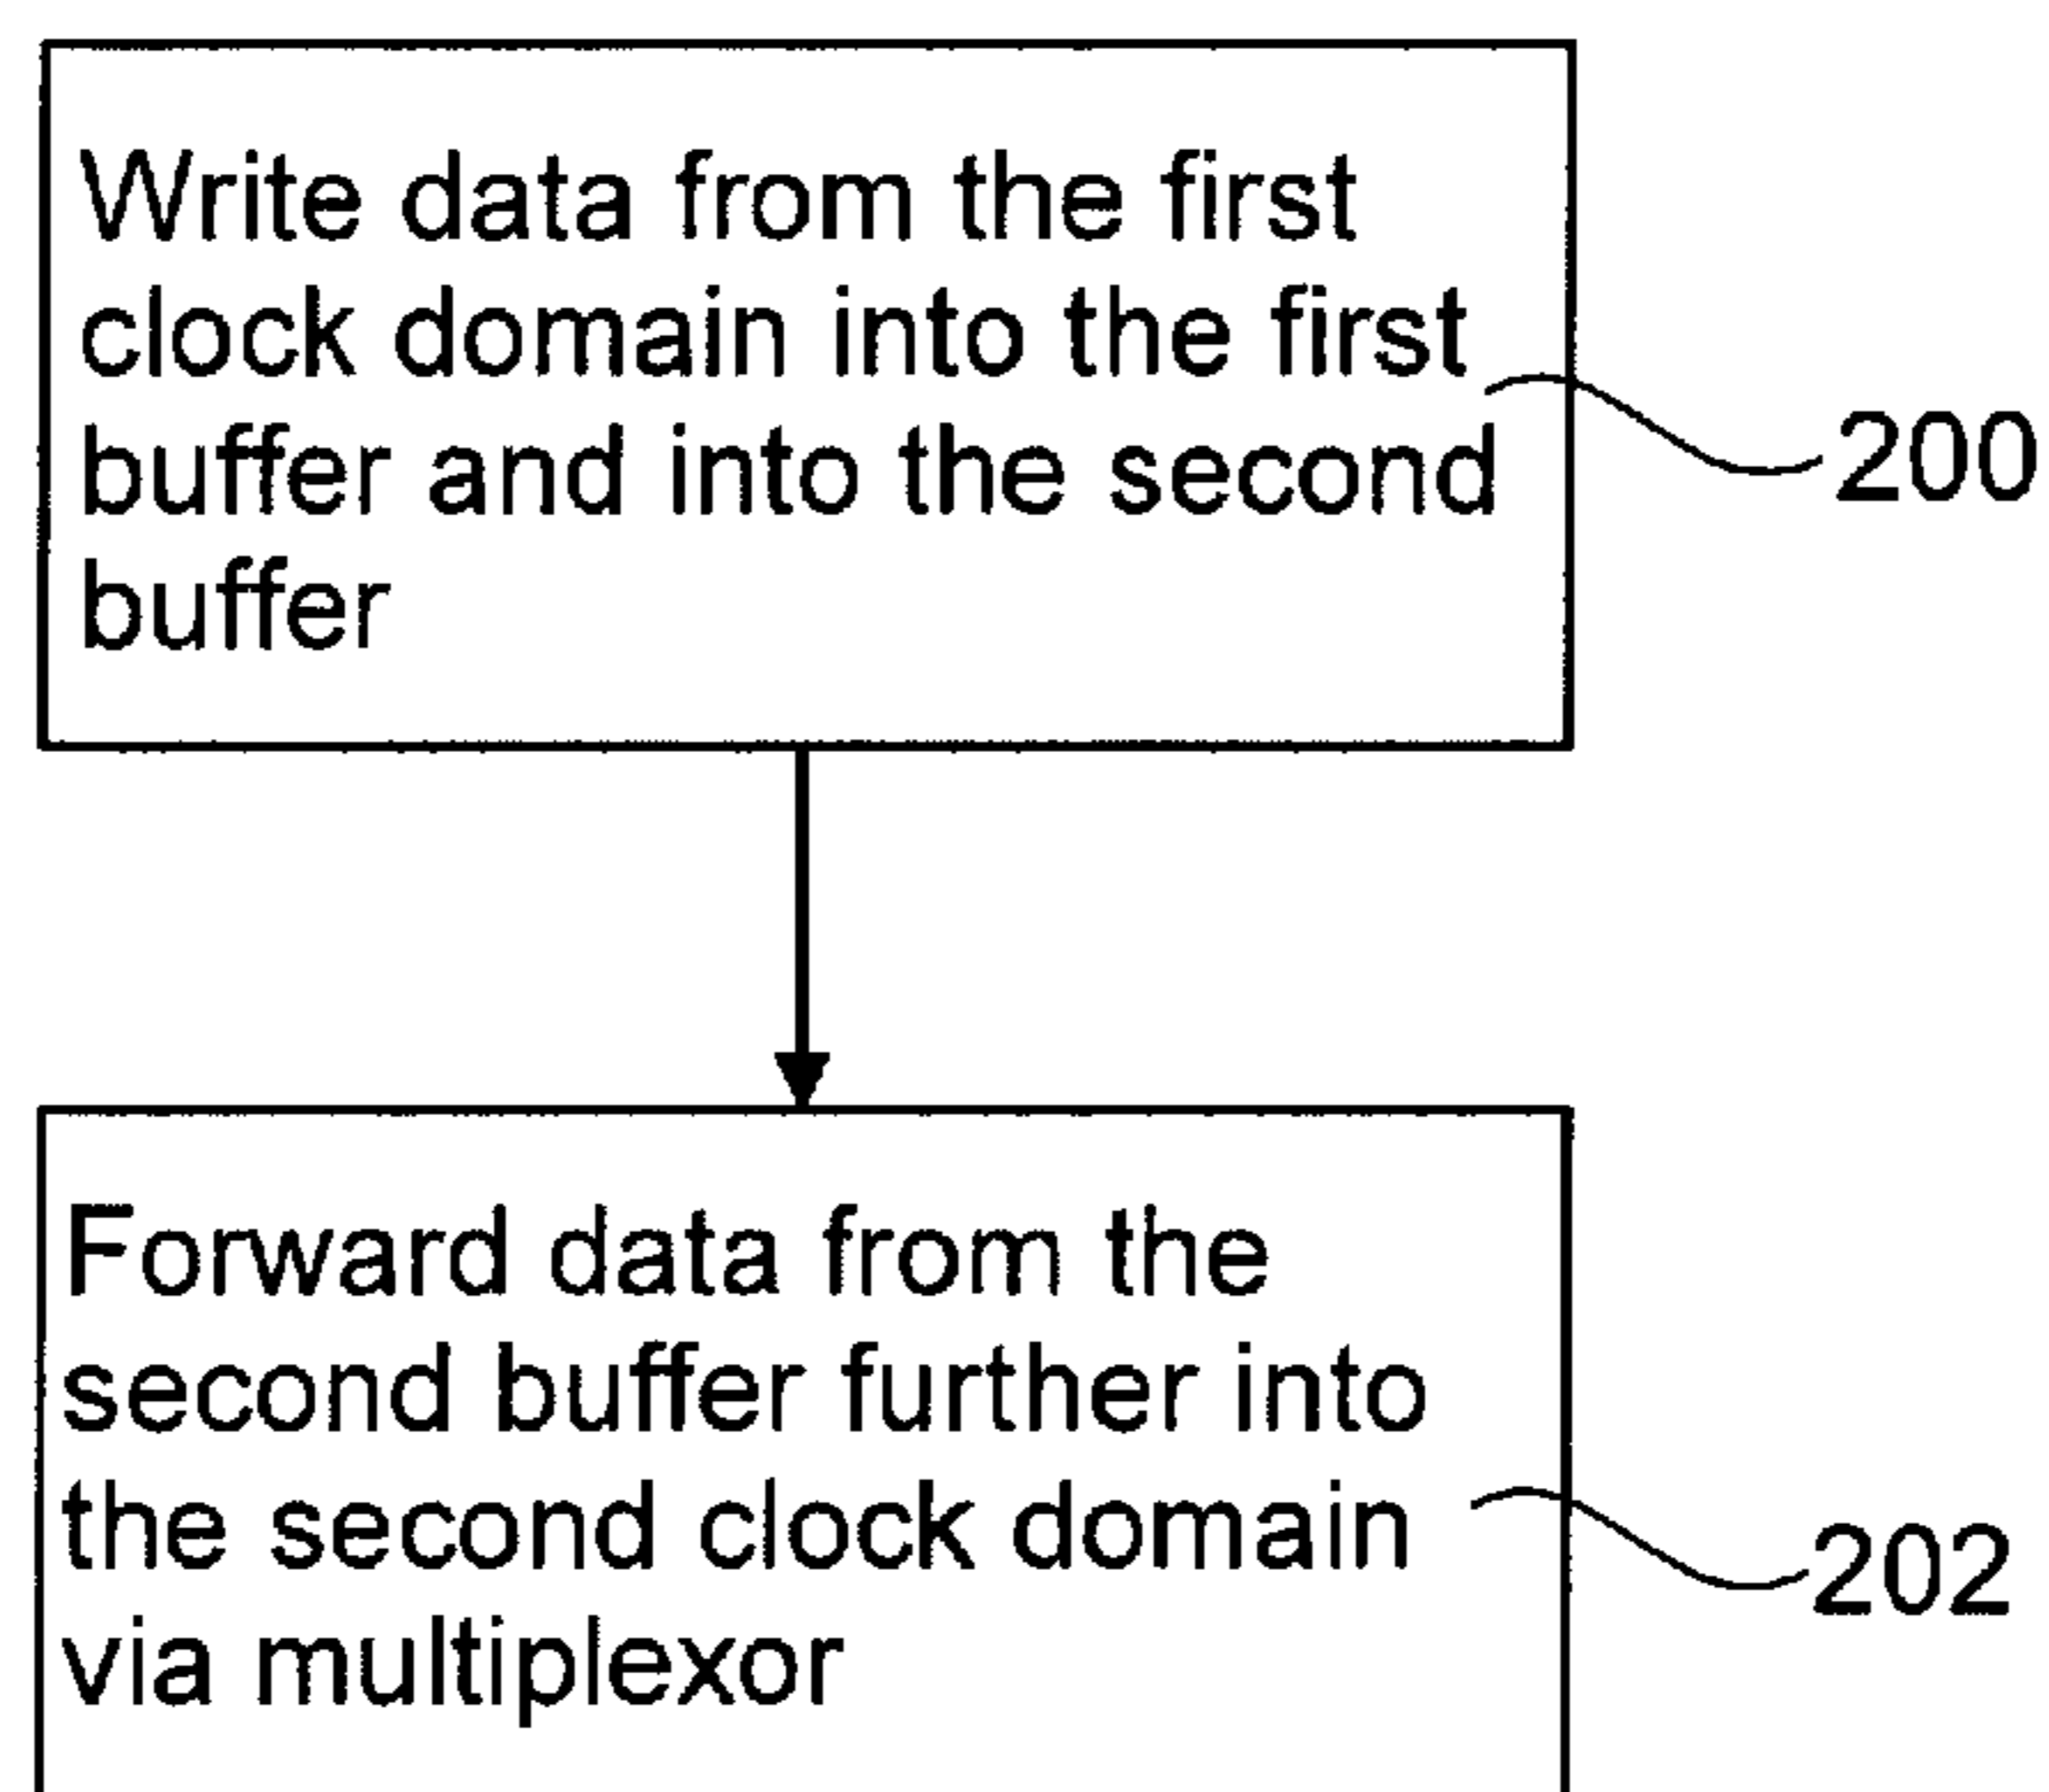 Write data from the first
clock domain into the first
buffer and into the second
buffer
200
Forward data from the
second buffer further into
the second clock domain
via multiplexor
202